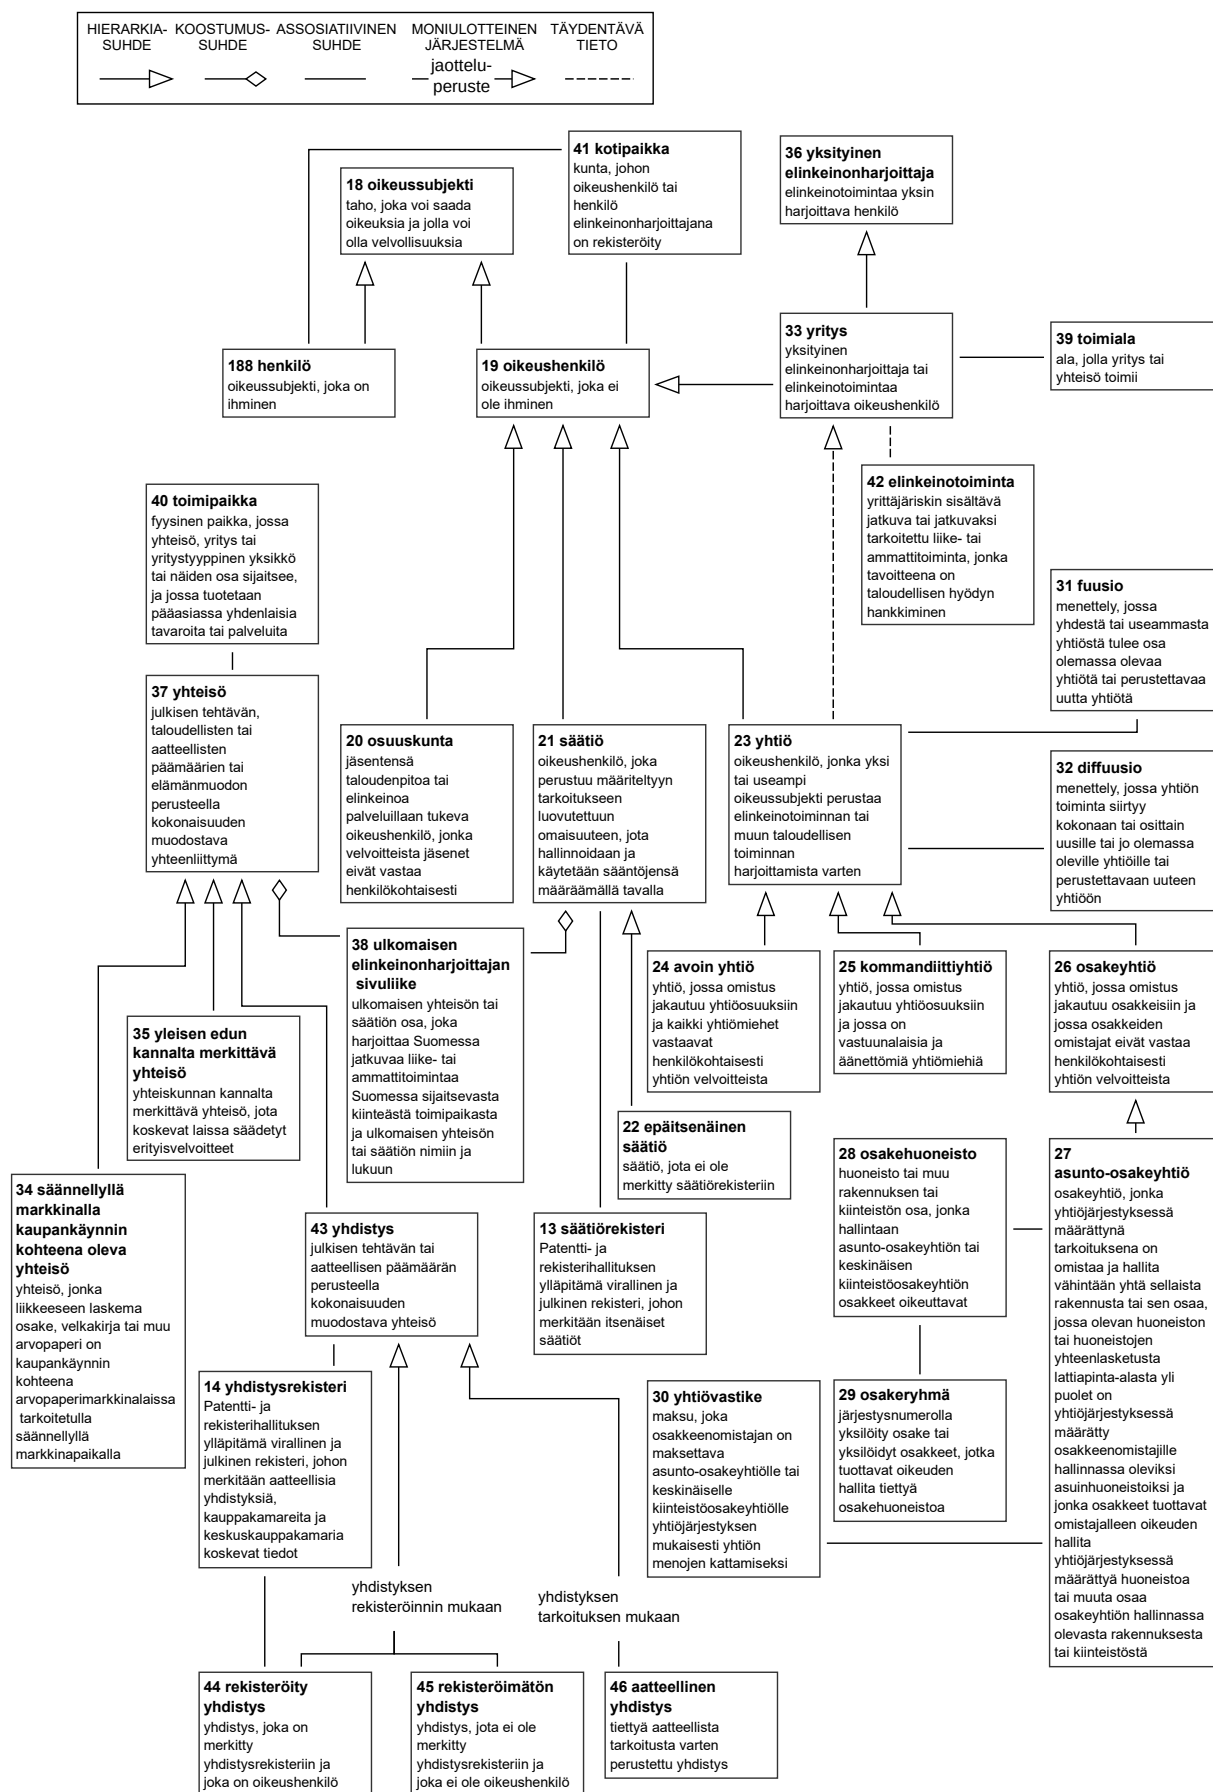 HIERARKIA-
SUHDE
KOOSTUMUS-
SUHDE
ASSOSIATIIVINEN
SUHDE
MONIULOTTEINEN
JÄRJESTELMÄ
jaottelu-
peruste
TÄYDENTÄVÄ
TIETO
41 kotipaikka
kunta, johon
oikeushenkilö tai
henkilö
elinkeinonharjoittajana
on rekisteröity
36 yksityinen
elinkeinonharjoittaja
elinkeinotoimintaa yksin
harjoittava henkilö
18 oikeussubjekti
taho, joka voi saada
oikeuksia ja jolla voi
olla velvollisuuksia
33 yritys
yksityinen
elinkeinonharjoittaja tai
elinkeinotoimintaa
harjoittava oikeushenkilö
39 toimiala
ala, jolla yritys tai
yhteisö toimii
188 henkilö
oikeussubjekti, joka on
ihminen
19 oikeushenkilö
oikeussubjekti, joka ei
ole ihminen
42 elinkeinotoiminta
yrittäjäriskin sisältävä
jatkuva tai jatkuvaksi
tarkoitettu liike- tai
ammattitoiminta, jonka
tavoitteena on
taloudellisen hyödyn
hankkiminen
40 toimipaikka
fyysinen paikka, jossa
yhteisö, yritys tai
yritystyyppinen yksikkö
tai näiden osa sijaitsee,
ja jossa tuotetaan
pääasiassa yhdenlaisia
tavaroita tai palveluita
31 fuusio
menettely, jossa
yhdestä tai useammasta
yhtiöstä tulee osa
olemassa olevaa
yhtiötä tai perustettavaa
uutta yhtiötä
37 yhteisö
julkisen tehtävän,
taloudellisten tai
aatteellisten
päämäärien tai
elämänmuodon
perusteella
kokonaisuuden
muodostava
yhteenliittymä
20 osuuskunta
jäsentensä
taloudenpitoa tai
elinkeinoa
palveluillaan tukeva
oikeushenkilö, jonka
velvoitteista jäsenet
eivät vastaa
henkilökohtaisesti
21 säätiö
oikeushenkilö, joka
perustuu määriteltyyn
tarkoitukseen
luovutettuun
omaisuuteen, jota
hallinnoidaan ja
käytetään sääntöjensä
määräämällä tavalla
23 yhtiö
oikeushenkilö, jonka yksi
tai useampi
oikeussubjekti perustaa
elinkeinotoiminnan tai
muun taloudellisen
toiminnan
harjoittamista varten
32 diffuusio
menettely, jossa yhtiön
toiminta siirtyy
kokonaan tai osittain
uusille tai jo olemassa
oleville yhtiöille tai
perustettavaan uuteen
yhtiöön
38 ulkomaisen
elinkeinonharjoittajan
sivuliike
ulkomaisen yhteisön tai
säätiön osa, joka
harjoittaa Suomessa
jatkuvaa liike- tai
ammattitoimintaa
Suomessa sijaitsevasta
kiinteästä toimipaikasta
ja ulkomaisen yhteisön
tai säätiön nimiin ja
lukuun
24 avoin yhtiö
yhtiö, jossa omistus
jakautuu yhtiöosuuksiin
ja kaikki yhtiömiehet
vastaavat
henkilökohtaisesti
yhtiön velvoitteista
25 kommandiittiyhtiö
yhtiö, jossa omistus
jakautuu yhtiöosuuksiin
ja jossa on
vastuunalaisia ja
äänettömiä yhtiömiehiä
26 osakeyhtiö
yhtiö, jossa omistus
jakautuu osakkeisiin ja
jossa osakkeiden
omistajat eivät vastaa
henkilökohtaisesti
yhtiön velvoitteista
35 yleisen edun
kannalta merkittävä
yhteisö
yhteiskunnan kannalta
merkittävä yhteisö, jota
koskevat laissa säädetyt
erityisvelvoitteet
22 epäitsenäinen
säätiö
säätiö, jota ei ole
merkitty säätiörekisteriin
28 osakehuoneisto
huoneisto tai muu
rakennuksen tai
kiinteistön osa, jonka
hallintaan
asunto-osakeyhtiön tai
keskinäisen
kiinteistöosakeyhtiön
osakkeet oikeuttavat
27
asunto-osakeyhtiö
osakeyhtiö, jonka
yhtiöjärjestyksessä
määrättynä
tarkoituksena on
omistaa ja hallita
vähintään yhtä sellaista
rakennusta tai sen osaa,
jossa olevan huoneiston
tai huoneistojen
yhteenlasketusta
lattiapinta-alasta yli
puolet on
yhtiöjärjestyksessä
määrätty
osakkeenomistajille
hallinnassa oleviksi
asuinhuoneistoiksi ja
jonka osakkeet tuottavat
omistajalleen oikeuden
hallita
yhtiöjärjestyksessä
määrättyä huoneistoa
tai muuta osaa
osakeyhtiön hallinnassa
olevasta rakennuksesta
tai kiinteistöstä
34 säännellyllä
markkinalla
kaupankäynnin
kohteena oleva
yhteisö
yhteisö, jonka
liikkeeseen laskema
osake, velkakirja tai muu
arvopaperi on
kaupankäynnin
kohteena
arvopaperimarkkinalaissa
tarkoitetulla
säännellyllä
markkinapaikalla
43 yhdistys
julkisen tehtävän tai
aatteellisen päämäärän
perusteella
kokonaisuuden
muodostava yhteisö
13 säätiörekisteri
Patentti- ja
rekisterihallituksen
ylläpitämä virallinen ja
julkinen rekisteri, johon
merkitään itsenäiset
säätiöt
14 yhdistysrekisteri
Patentti- ja
rekisterihallituksen
ylläpitämä virallinen ja
julkinen rekisteri, johon
merkitään aatteellisia
yhdistyksiä,
kauppakamareita ja
keskuskauppakamaria
koskevat tiedot
30 yhtiövastike
maksu, joka
osakkeenomistajan on
maksettava
asunto-osakeyhtiölle tai
keskinäiselle
kiinteistöosakeyhtiölle
yhtiöjärjestyksen
mukaisesti yhtiön
menojen kattamiseksi
29 osakeryhmä
järjestysnumerolla
yksilöity osake tai
yksilöidyt osakkeet, jotka
tuottavat oikeuden
hallita tiettyä
osakehuoneistoa
yhdistyksen
rekisteröinnin mukaan
yhdistyksen
tarkoituksen mukaan
44 rekisteröity
yhdistys
yhdistys, joka on
merkitty
yhdistysrekisteriin ja
joka on oikeushenkilö
45 rekisteröimätön
yhdistys
yhdistys, jota ei ole
merkitty
yhdistysrekisteriin ja
joka ei ole oikeushenkilö
46 aatteellinen
yhdistys
tiettyä aatteellista
tarkoitusta varten
perustettu yhdistys